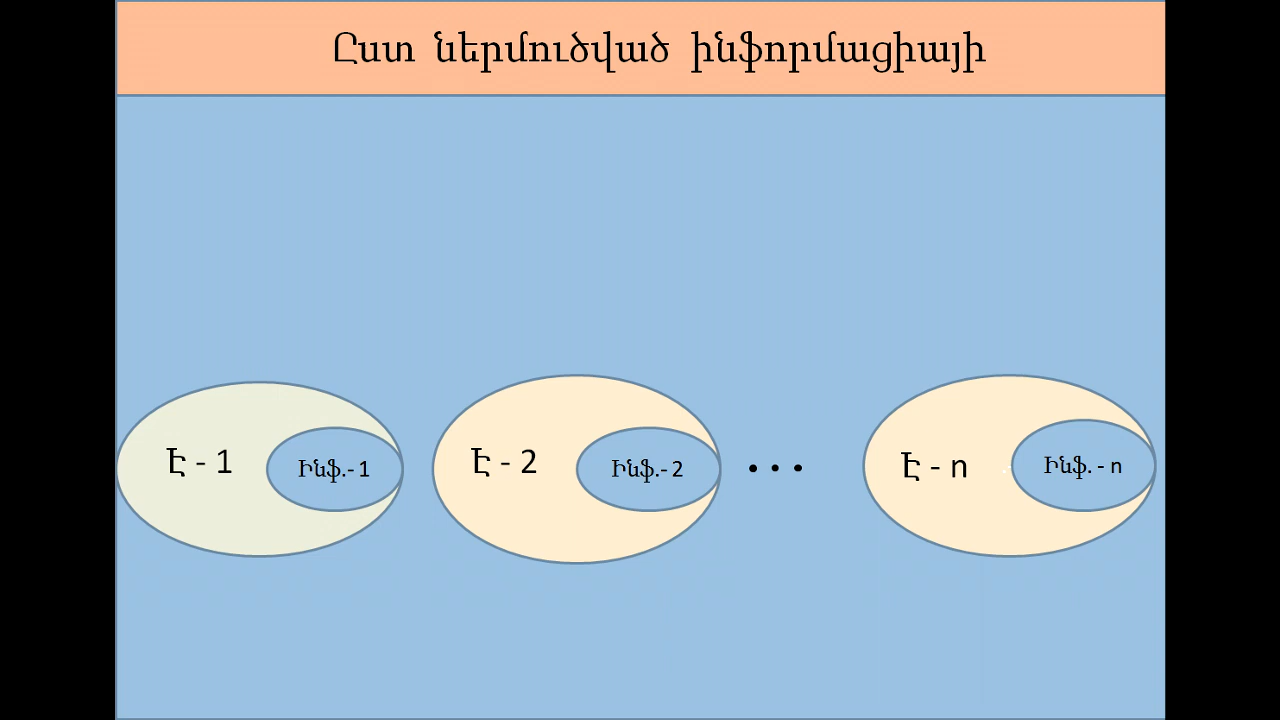 Ըստ ներմուծված ինֆորմացիայի
Է - 1
Ինֆ.- 1
Է - 2
Ինֆ.- 2
• • •
Է - n
Ինֆ. - n